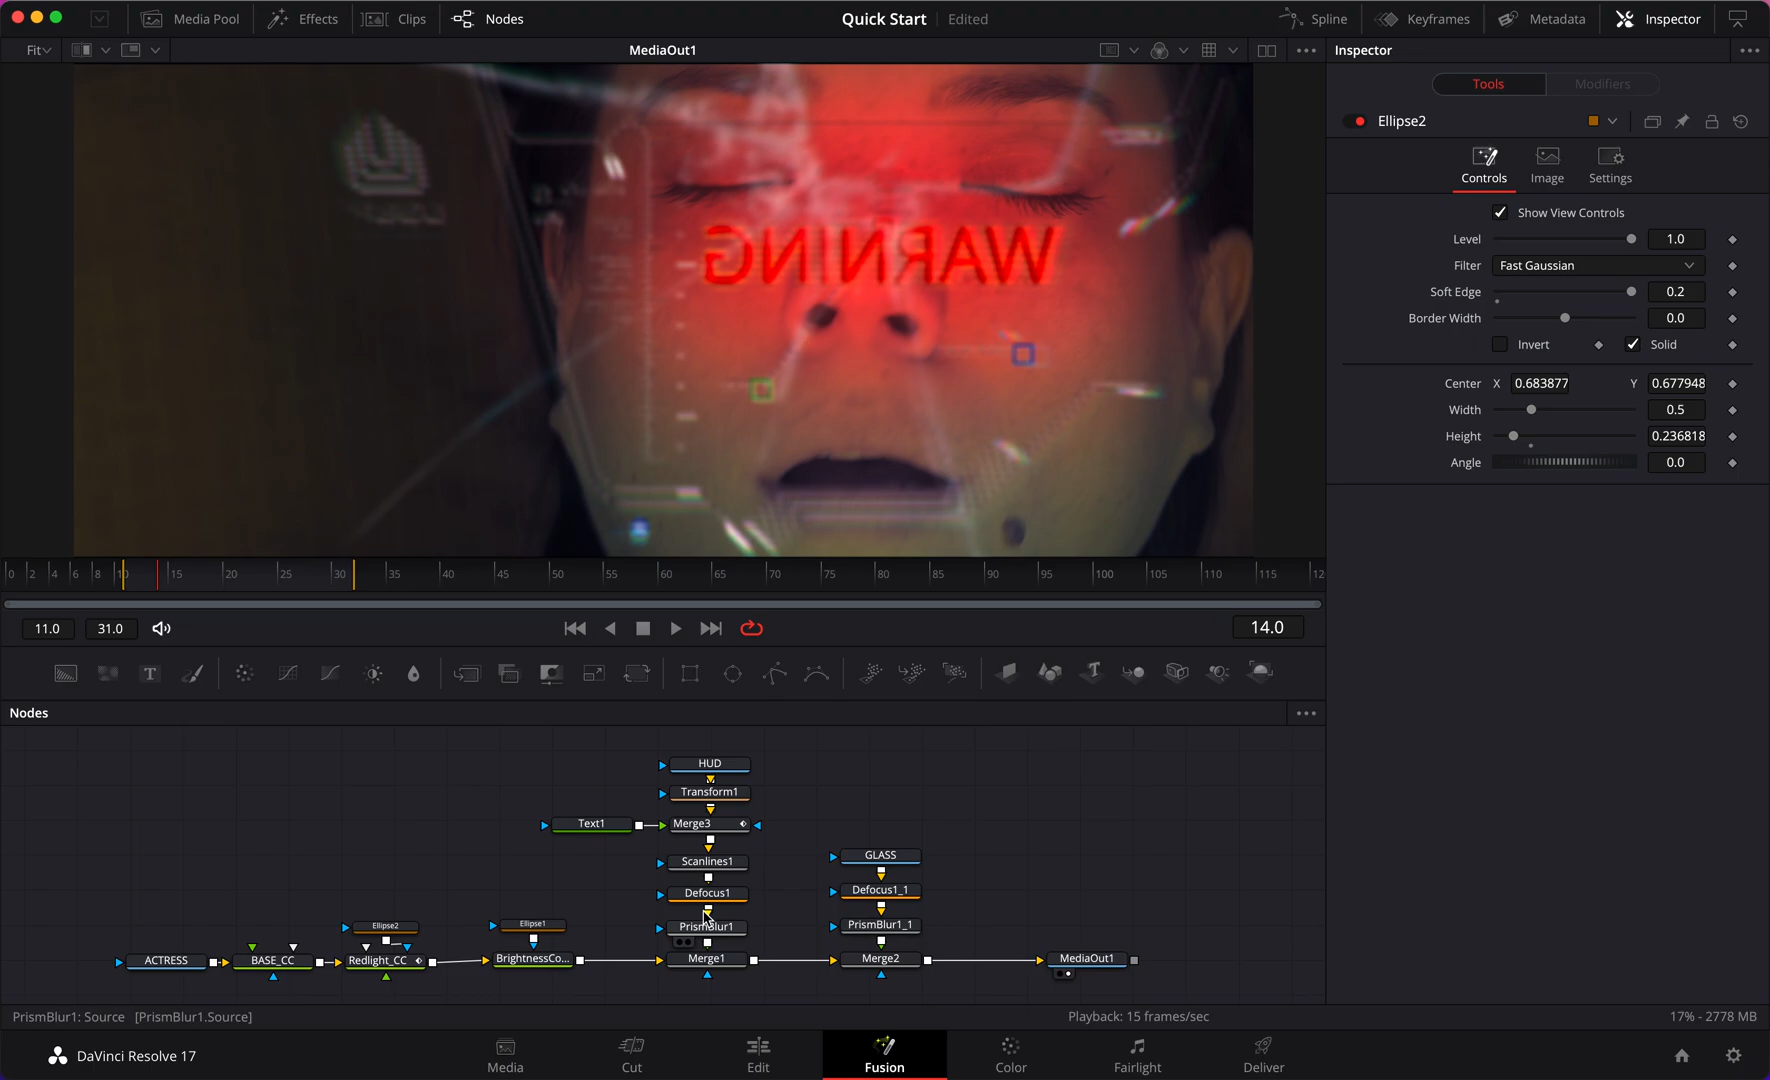 Media Pool Effects Clips Nodes Quick Start Edited Spline Keyframes Metadata Inspector
Fit MediaOut1 Inspector
Tools Modifiers
Ellipse2
Controls Image Settings
Show View Controls
Level 1.0
Filter Fast Gaussian
Soft Edge 0.2
Border Width 0.0
Invert Solid
Center X 0.683877 Y 0.677948
Width 0.5
Height 0.236818
Angle 0.0
WARNING
0 2 4 6 8 10 15 20 25 30 35 40 45 50 55 60 65 70 75 80 85 90 95 100 105 110 115 12
11.0 31.0 14.0
Nodes
HUD
Transform1
Text1 Merge3
Scanlines1 GLASS
Defocus1 Defocus1_1
Ellipse2 Ellipse1 PrismBlur1 PrismBlur1_1
ACTRESS BASE_CC Redlight_CC BrightnessCo... Merge1 Merge2 MediaOut1
PrismBlur1: Source [PrismBlur1.Source] Playback: 15 frames/sec 17% - 2778 MB
DaVinci Resolve 17 Media Cut Edit Fusion Color Fairlight Deliver